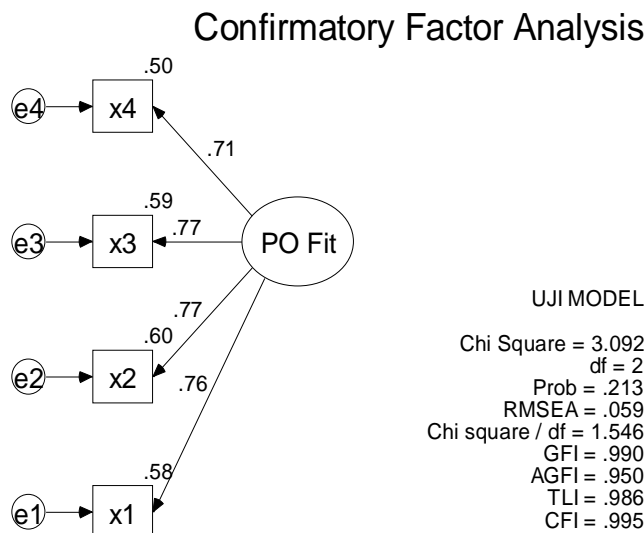 Confirmatory Factor Analysis
.50
e4
x4
.71
.59
e3
x3
.77
PO Fit
.77
.60
e2
x2
.76
.58
e1
x1
UJI MODEL
Chi Square = 3.092
df = 2
Prob = .213
RMSEA = .059
Chi square / df = 1.546
GFI = .990
AGFI = .950
TLI = .986
CFI = .995